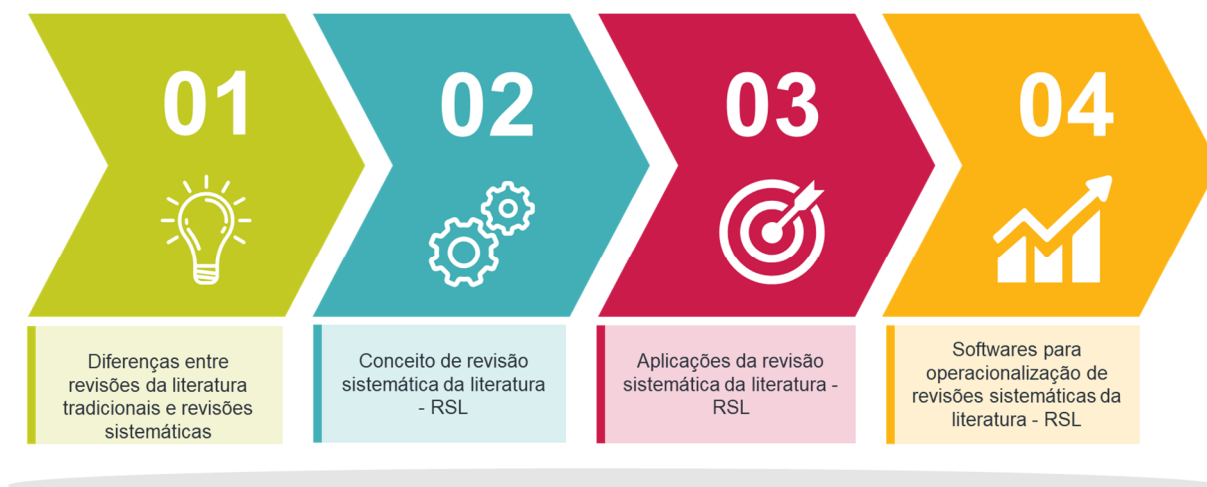 01
02
03
04
Diferenças entre
revisões da literatura
tradicionais e revisões
sistemáticas
Conceito de revisão
sistemática da literatura
- RSL
Aplicações da revisão
sistemática da literatura -
RSL
Softwares para
operacionalização de
revisões sistemáticas da
literatura - RSL